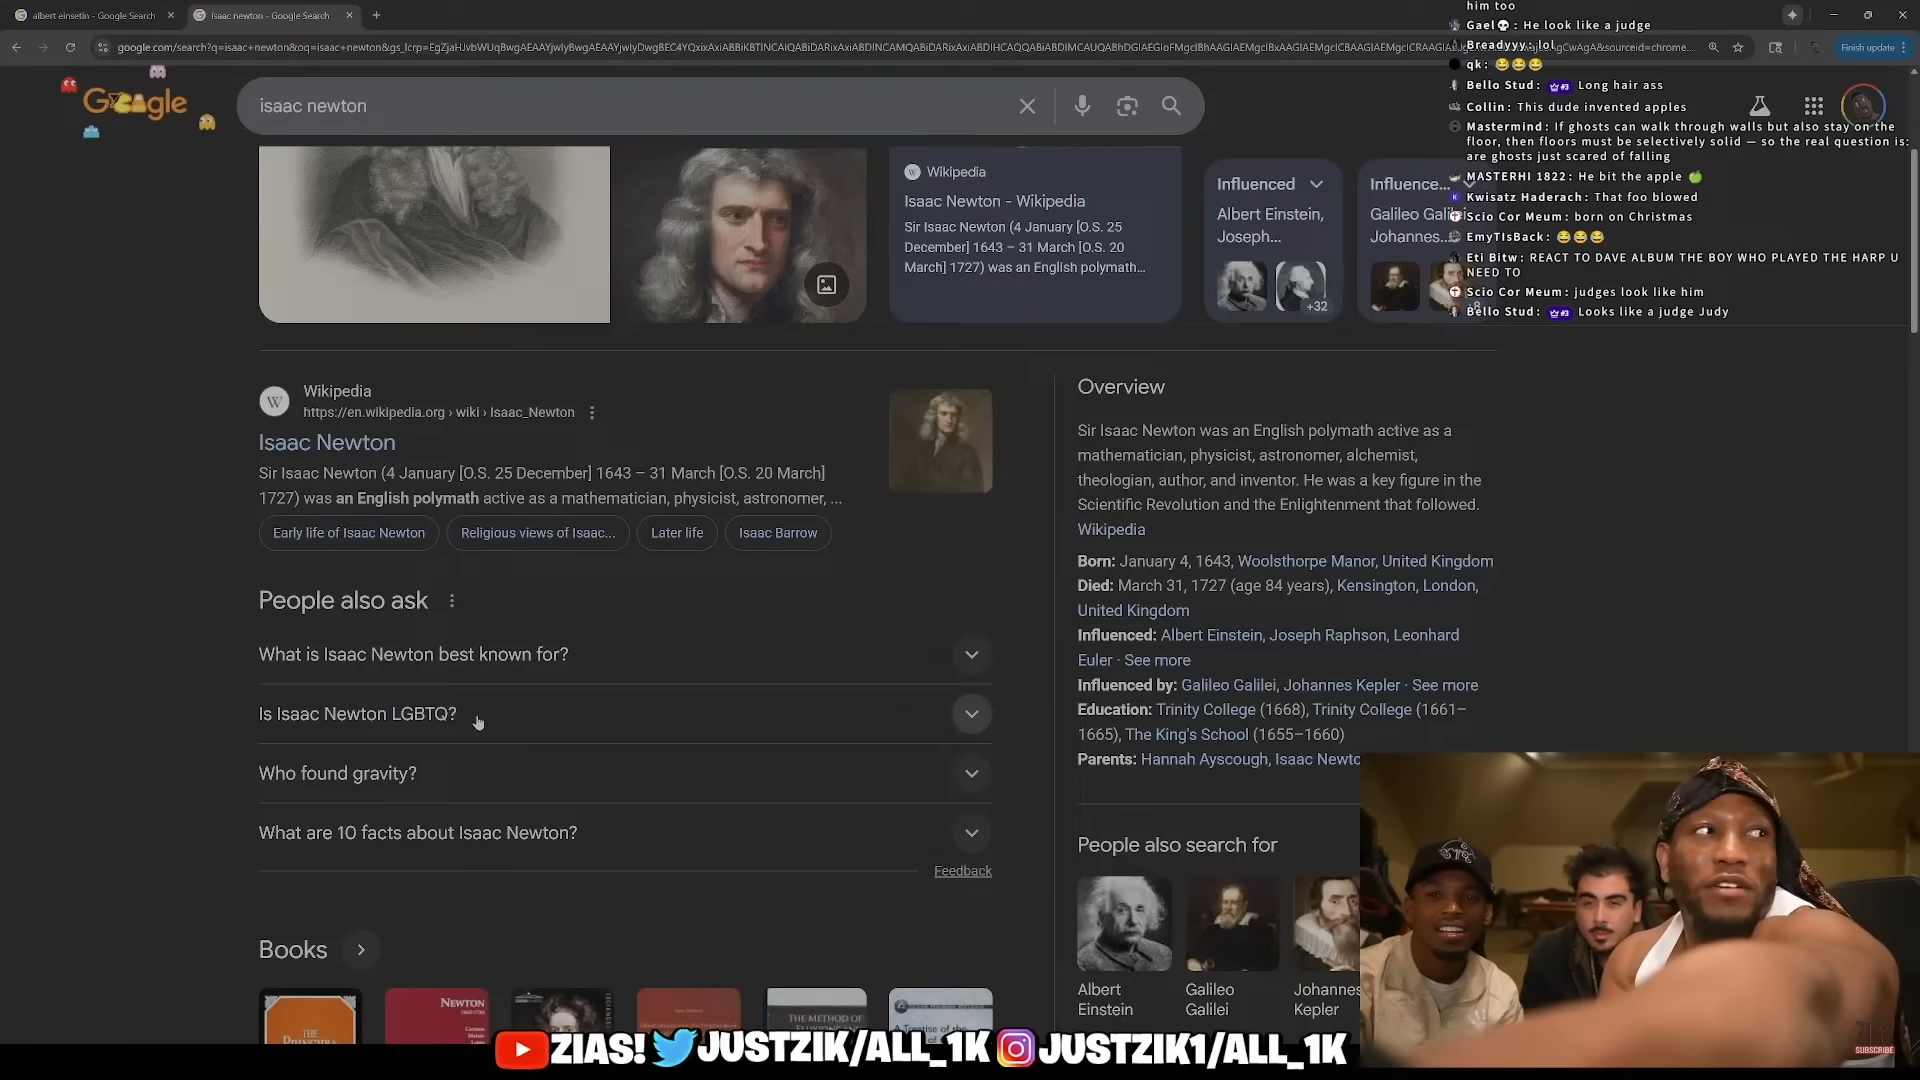 albert einsetin - Google Search
isaac newton - Google Search
Finish update
Google
isaac newton
him too
Gael💀: He look like a judge
Breadyyy: lol
qk: 😂😂😂
Bello Stud: #3 Long hair ass
Collin: This dude invented apples
Mastermind: If ghosts can walk through walls but also stay on the
floor, then floors must be selectively solid — so the real question is:
are ghosts just scared of falling
MASTERHI 1822: He bit the apple 🍏
Kwisatz Haderach: That foo blowed
Scio Cor Meum: born on Christmas
EmyTIsBack: 😂😂😂
Eti Bitw: REACT TO DAVE ALBUM THE BOY WHO PLAYED THE HARP U
NEED TO
Scio Cor Meum: judges look like him
Bello Stud: #3 Looks like a judge Judy
Wikipedia
Isaac Newton - Wikipedia
Sir Isaac Newton (4 January [O.S. 25
December] 1643 – 31 March [O.S. 20
March] 1727) was an English polymath...
Influenced
Albert Einstein,
Joseph...
+32
Influence...
Galileo Galilei
Johannes...
+8
Wikipedia
https://en.wikipedia.org › wiki › Isaac_Newton
Isaac Newton
Sir Isaac Newton (4 January [O.S. 25 December] 1643 – 31 March [O.S. 20 March]
1727) was an English polymath active as a mathematician, physicist, astronomer, ...
Early life of Isaac Newton
Religious views of Isaac...
Later life
Isaac Barrow
People also ask
What is Isaac Newton best known for?
Is Isaac Newton LGBTQ?
Who found gravity?
What are 10 facts about Isaac Newton?
Feedback
Books
THE
PRINCIPIA
NEWTON
THE METHOD OF
Overview
Sir Isaac Newton was an English polymath active as a
mathematician, physicist, astronomer, alchemist,
theologian, author, and inventor. He was a key figure in the
Scientific Revolution and the Enlightenment that followed.
Wikipedia
Born: January 4, 1643, Woolsthorpe Manor, United Kingdom
Died: March 31, 1727 (age 84 years), Kensington, London,
United Kingdom
Influenced: Albert Einstein, Joseph Raphson, Leonhard
Euler · See more
Influenced by: Galileo Galilei, Johannes Kepler · See more
Education: Trinity College (1668), Trinity College (1661–
1665), The King's School (1655–1660)
Parents: Hannah Ayscough, Isaac Newto
People also search for
Albert
Einstein
Galileo
Galilei
Johannes
Kepler
ZIAS! JUSTZIK/ALL_1K JUSTZIK1/ALL_1K
SUBSCRIBE